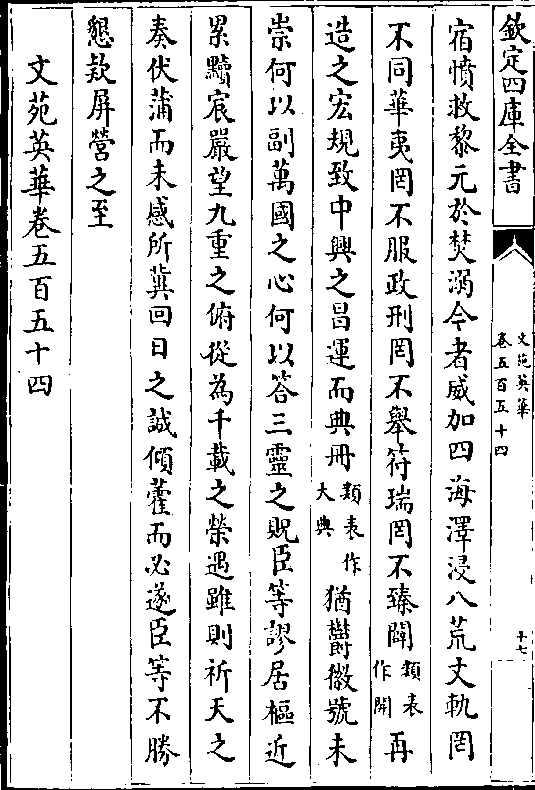 欽定四庫全書
文苑英華
卷五百五十四
十七
宿憤救黎元於焚溺今者威加四海澤浸八荒文軌罔
不同華夷罔不服政刑罔不舉符瑞罔不臻闡類表作開再
造之宏規致中興之昌運而典冊類表作大典猶鬱徽號未
崇何以副萬國之心何以答三靈之貺臣等謬居樞近
累黷宸嚴望九重之俯從為千載之榮遇雖則祈天之
奏伏蒲而未感所冀回日之誠傾藿而必遂臣等不勝
懇欵屏營之至
文苑英華卷五百五十四